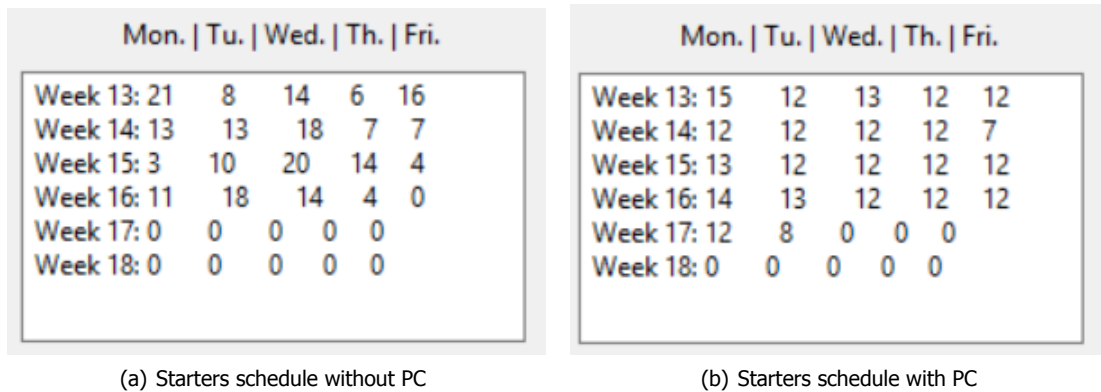 Mon. | Tu. | Wed. | Th. | Fri.
Week 13: 21 8 14 6 16
Week 14: 13 13 18 7 7
Week 15: 3 10 20 14 4
Week 16: 11 18 14 4 0
Week 17: 0 0 0 0 0
Week 18: 0 0 0 0 0
(a) Starters schedule without PC
Mon. | Tu. | Wed. | Th. | Fri.
Week 13: 15 12 13 12 12
Week 14: 12 12 12 12 7
Week 15: 13 12 12 12 12
Week 16: 14 13 12 12 12
Week 17: 12 8 0 0 0
Week 18: 0 0 0 0 0
(b) Starters schedule with PC